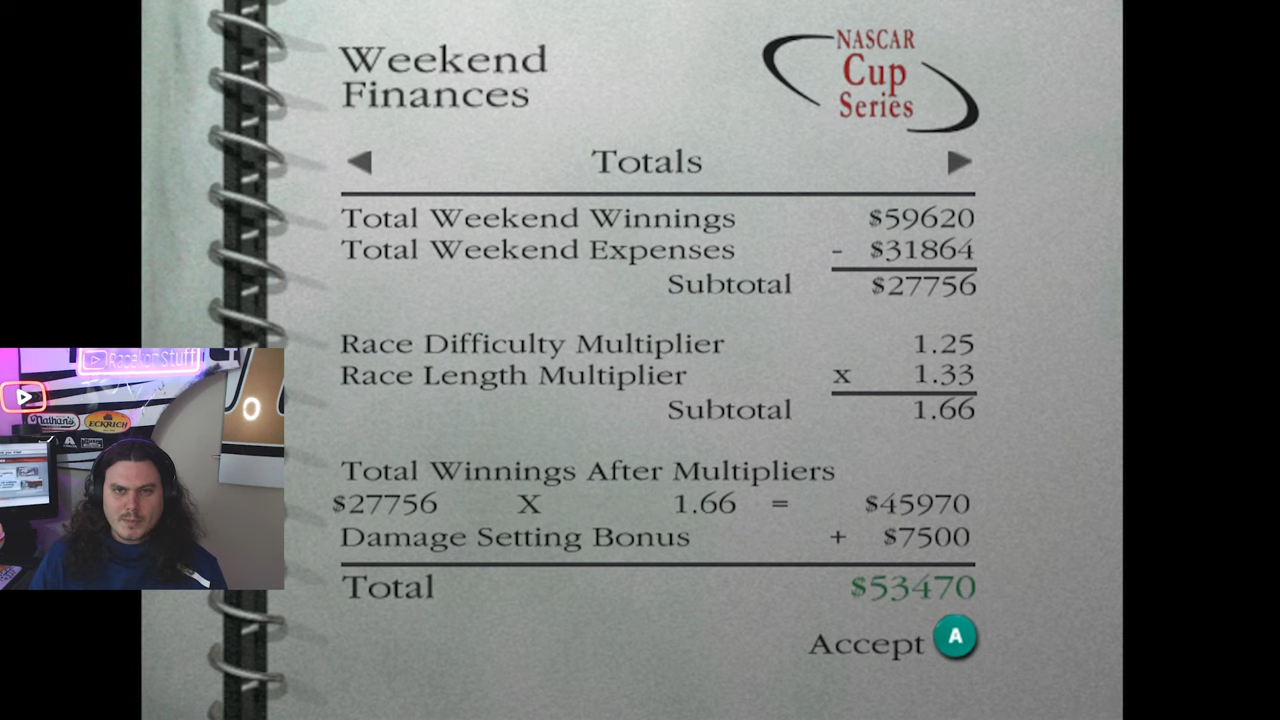 Weekend
Finances
NASCAR
Cup
Series
Totals
Total Weekend Winnings $59620
Total Weekend Expenses - $31864
Subtotal $27756
Race Difficulty Multiplier 1.25
Race Length Multiplier x 1.33
Subtotal 1.66
Total Winnings After Multipliers
$27756 X 1.66 = $45970
Damage Setting Bonus + $7500
Total $53470
Accept A
Nathan's
ECKRICH